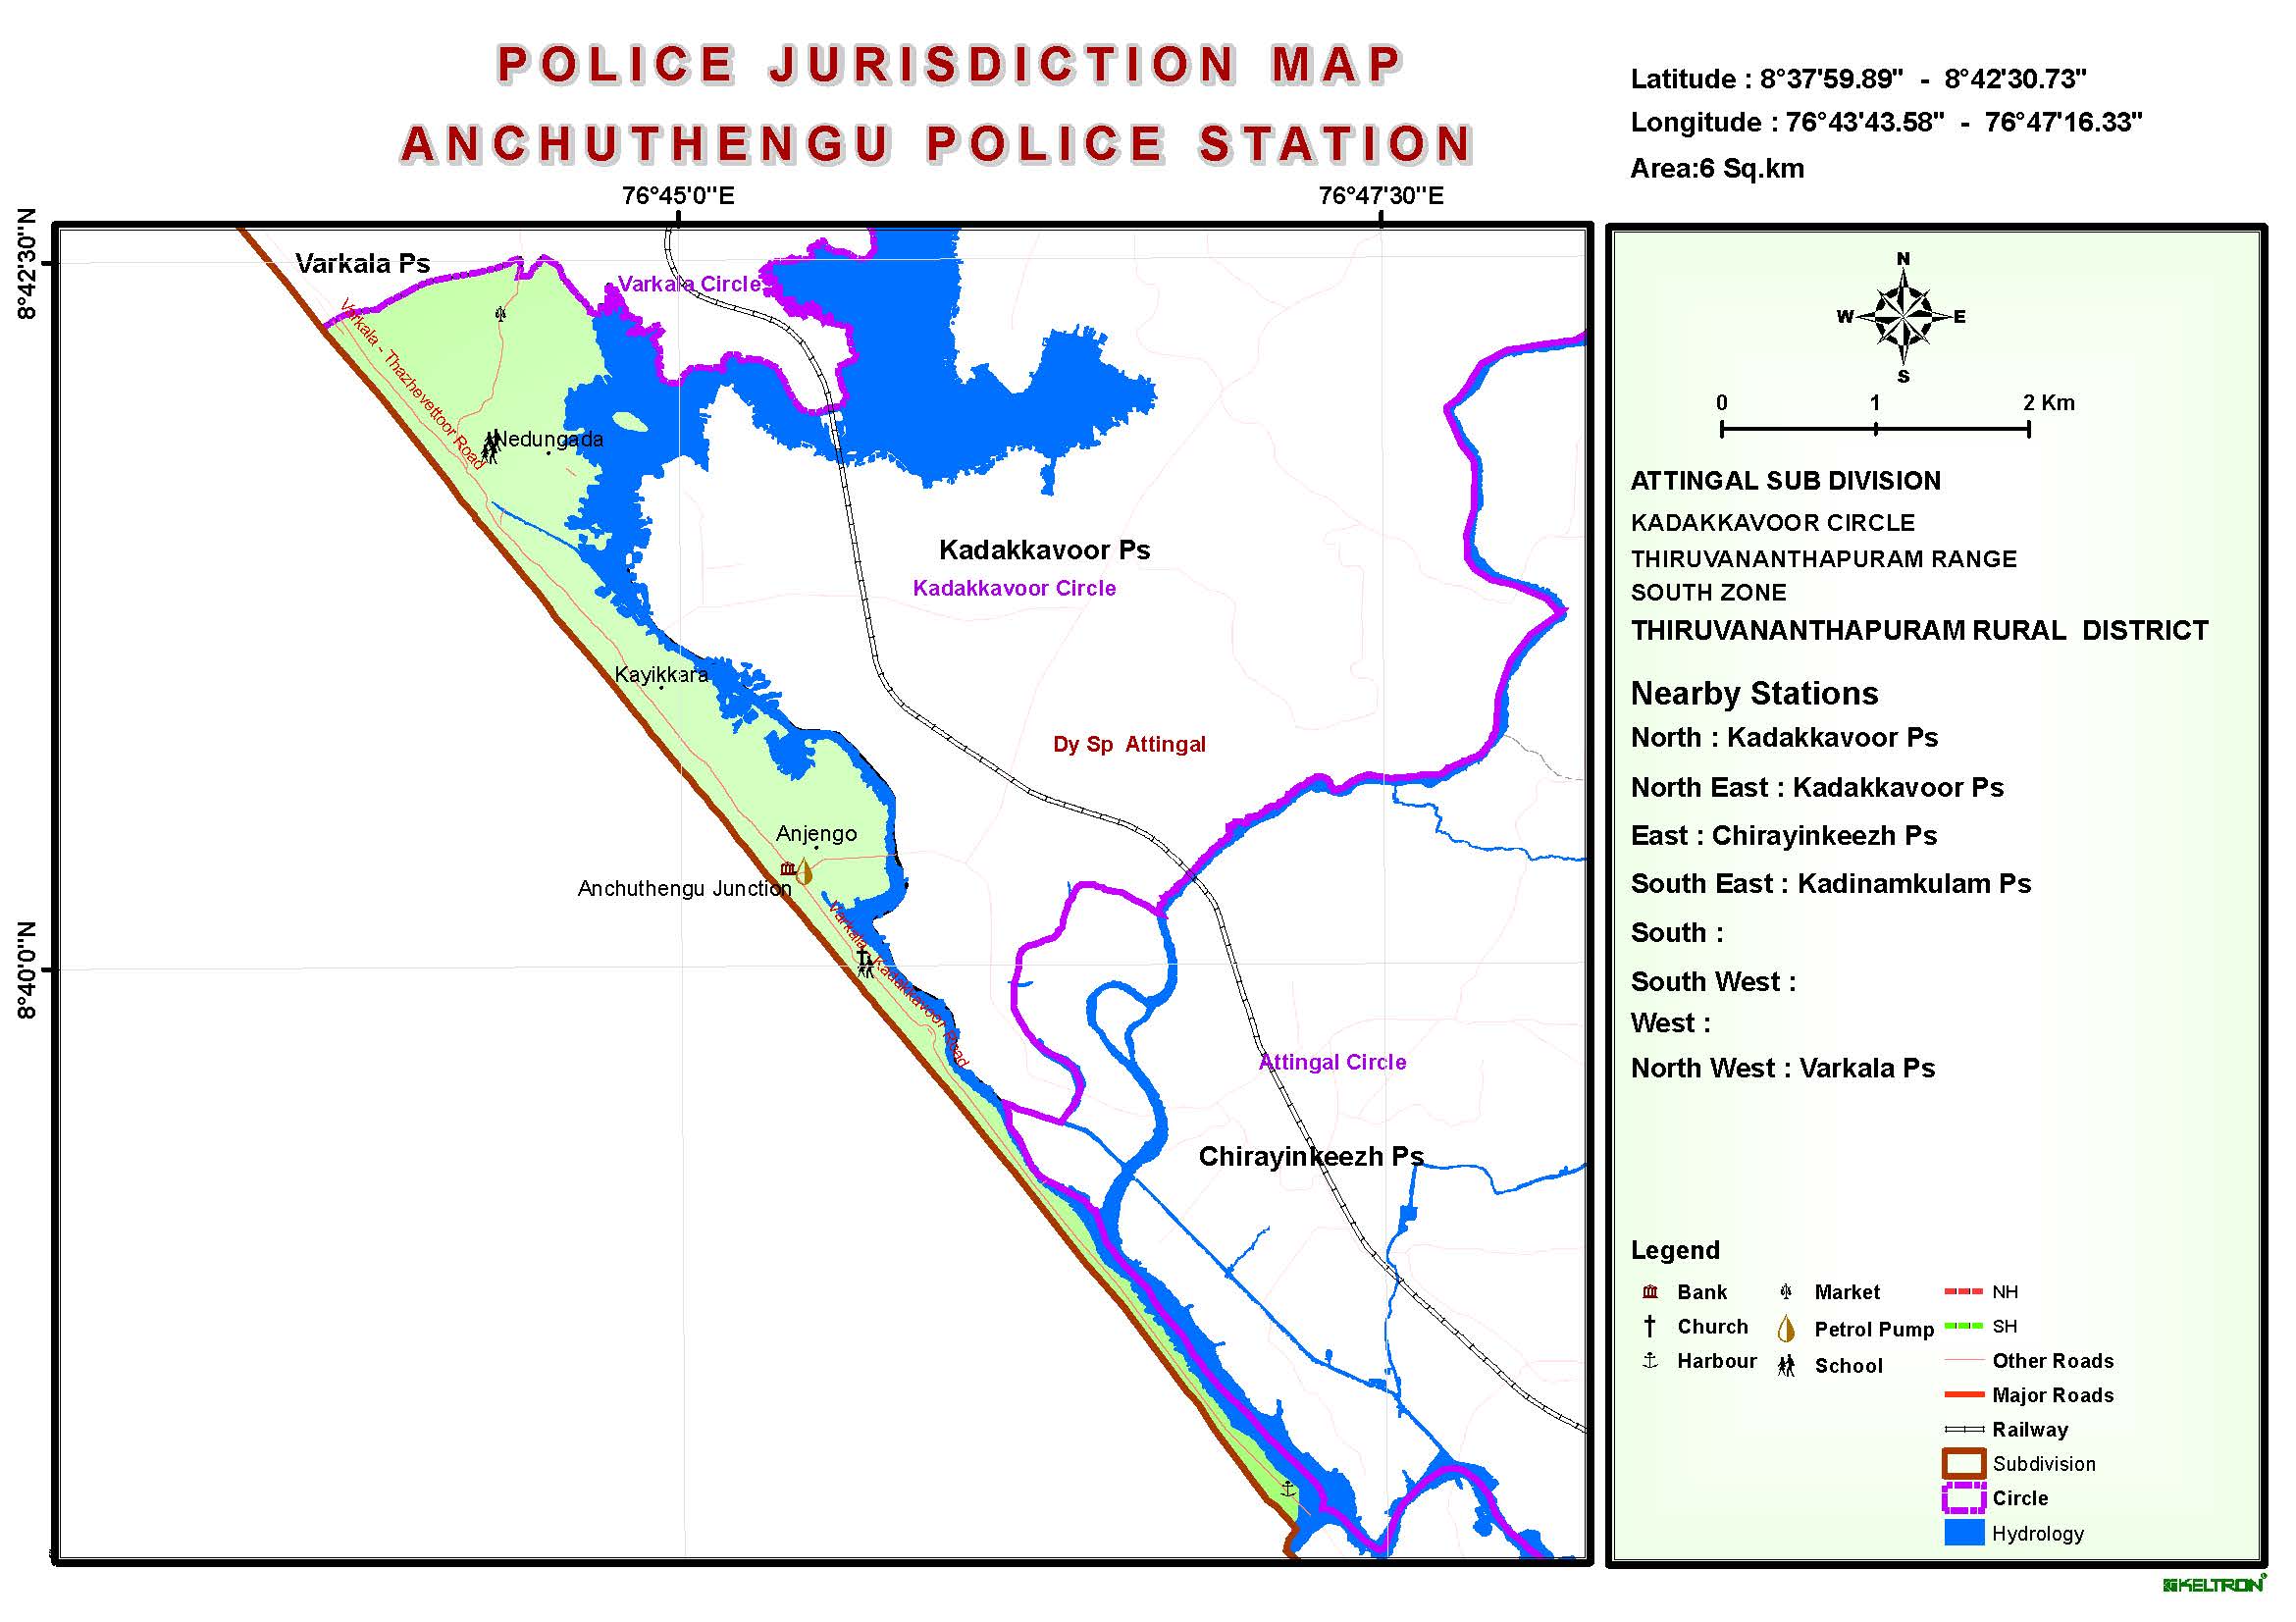 POLICE JURISDICTION MAP
ANCHUTHENGU POLICE STATION
Latitude : 8°37'59.89" - 8°42'30.73"
Longitude : 76°43'43.58" - 76°47'16.33"
Area:6 Sq.km
76°45'0"E
76°47'30"E
8°42'30"N
8°40'0"N
Varkala Ps
Varkala Circle
Varkala - Thazhevettoor Road
Nedungada
Kadakkavoor Ps
Kadakkavoor Circle
Kayikkara
Dy Sp Attingal
Anjengo
Anchuthengu Junction
Varkala Kadakkavoor Road
Attingal Circle
Chirayinkeezh Ps
N
W
E
S
0 1 2 Km
ATTINGAL SUB DIVISION
KADAKKAVOOR CIRCLE
THIRUVANANTHAPURAM RANGE
SOUTH ZONE
THIRUVANANTHAPURAM RURAL DISTRICT
Nearby Stations
North : Kadakkavoor Ps
North East : Kadakkavoor Ps
East : Chirayinkeezh Ps
South East : Kadinamkulam Ps
South :
South West :
West :
North West : Varkala Ps
Legend
Bank
Church
Harbour
Market
Petrol Pump
School
NH
SH
Other Roads
Major Roads
Railway
Subdivision
Circle
Hydrology
KELTRON